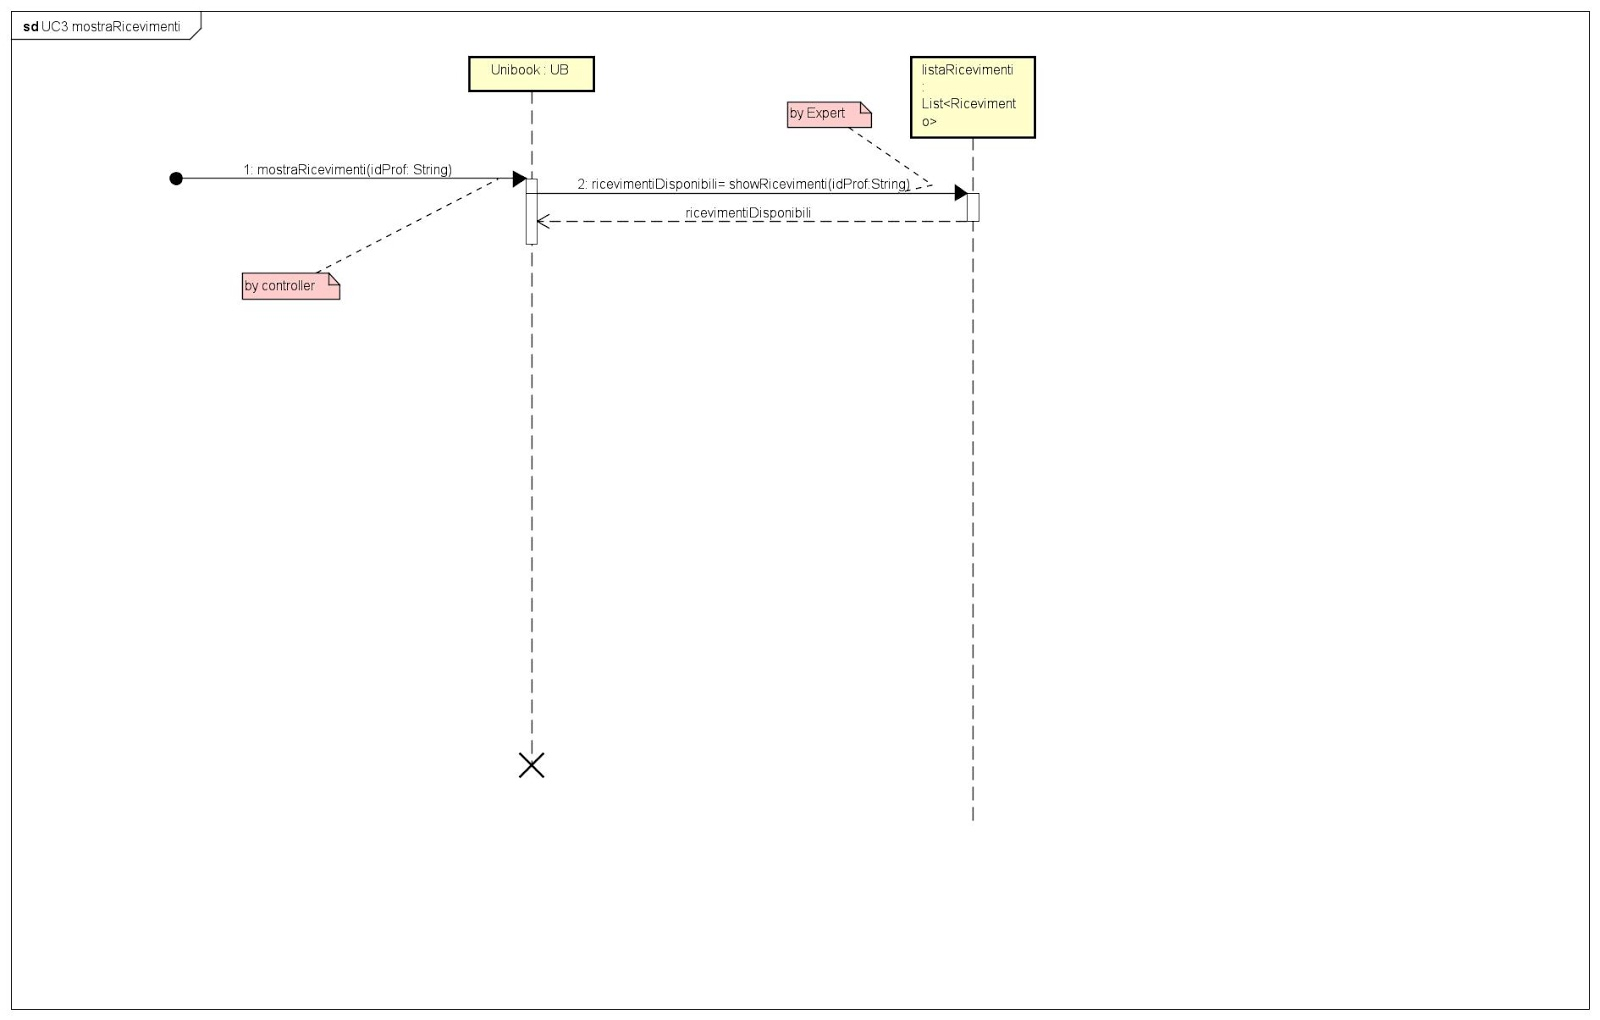 sd UC3 mostraRicevimenti
Unibook : UB
listaRicevimenti
:
List<Riceviment
o>
by Expert
1: mostraRicevimenti(idProf: String)
2: ricevimentiDisponibili= showRicevimenti(idProf:String)
ricevimentiDisponibili
by controller